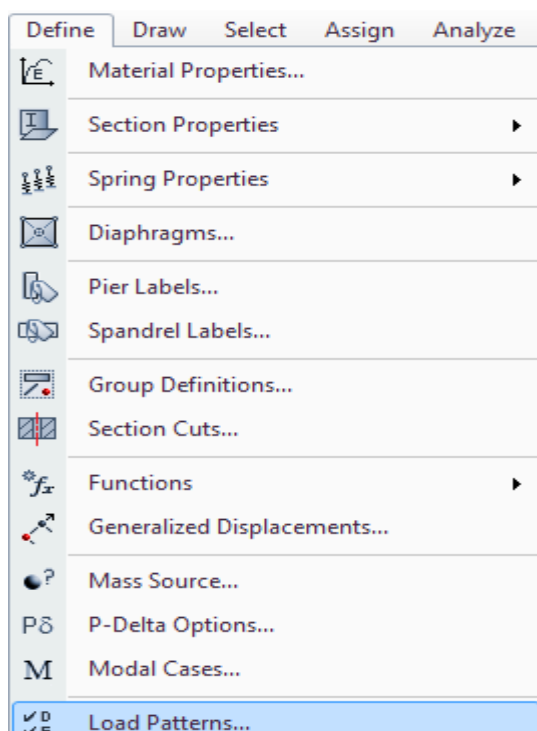 Define Draw Select Assign Analyze
E Material Properties...
I Section Properties
Spring Properties
Diaphragms...
Pier Labels...
Spandrel Labels...
Group Definitions...
Section Cuts...
fx Functions
Generalized Displacements...
? Mass Source...
Pδ P-Delta Options...
M Modal Cases...
D Load Patterns...